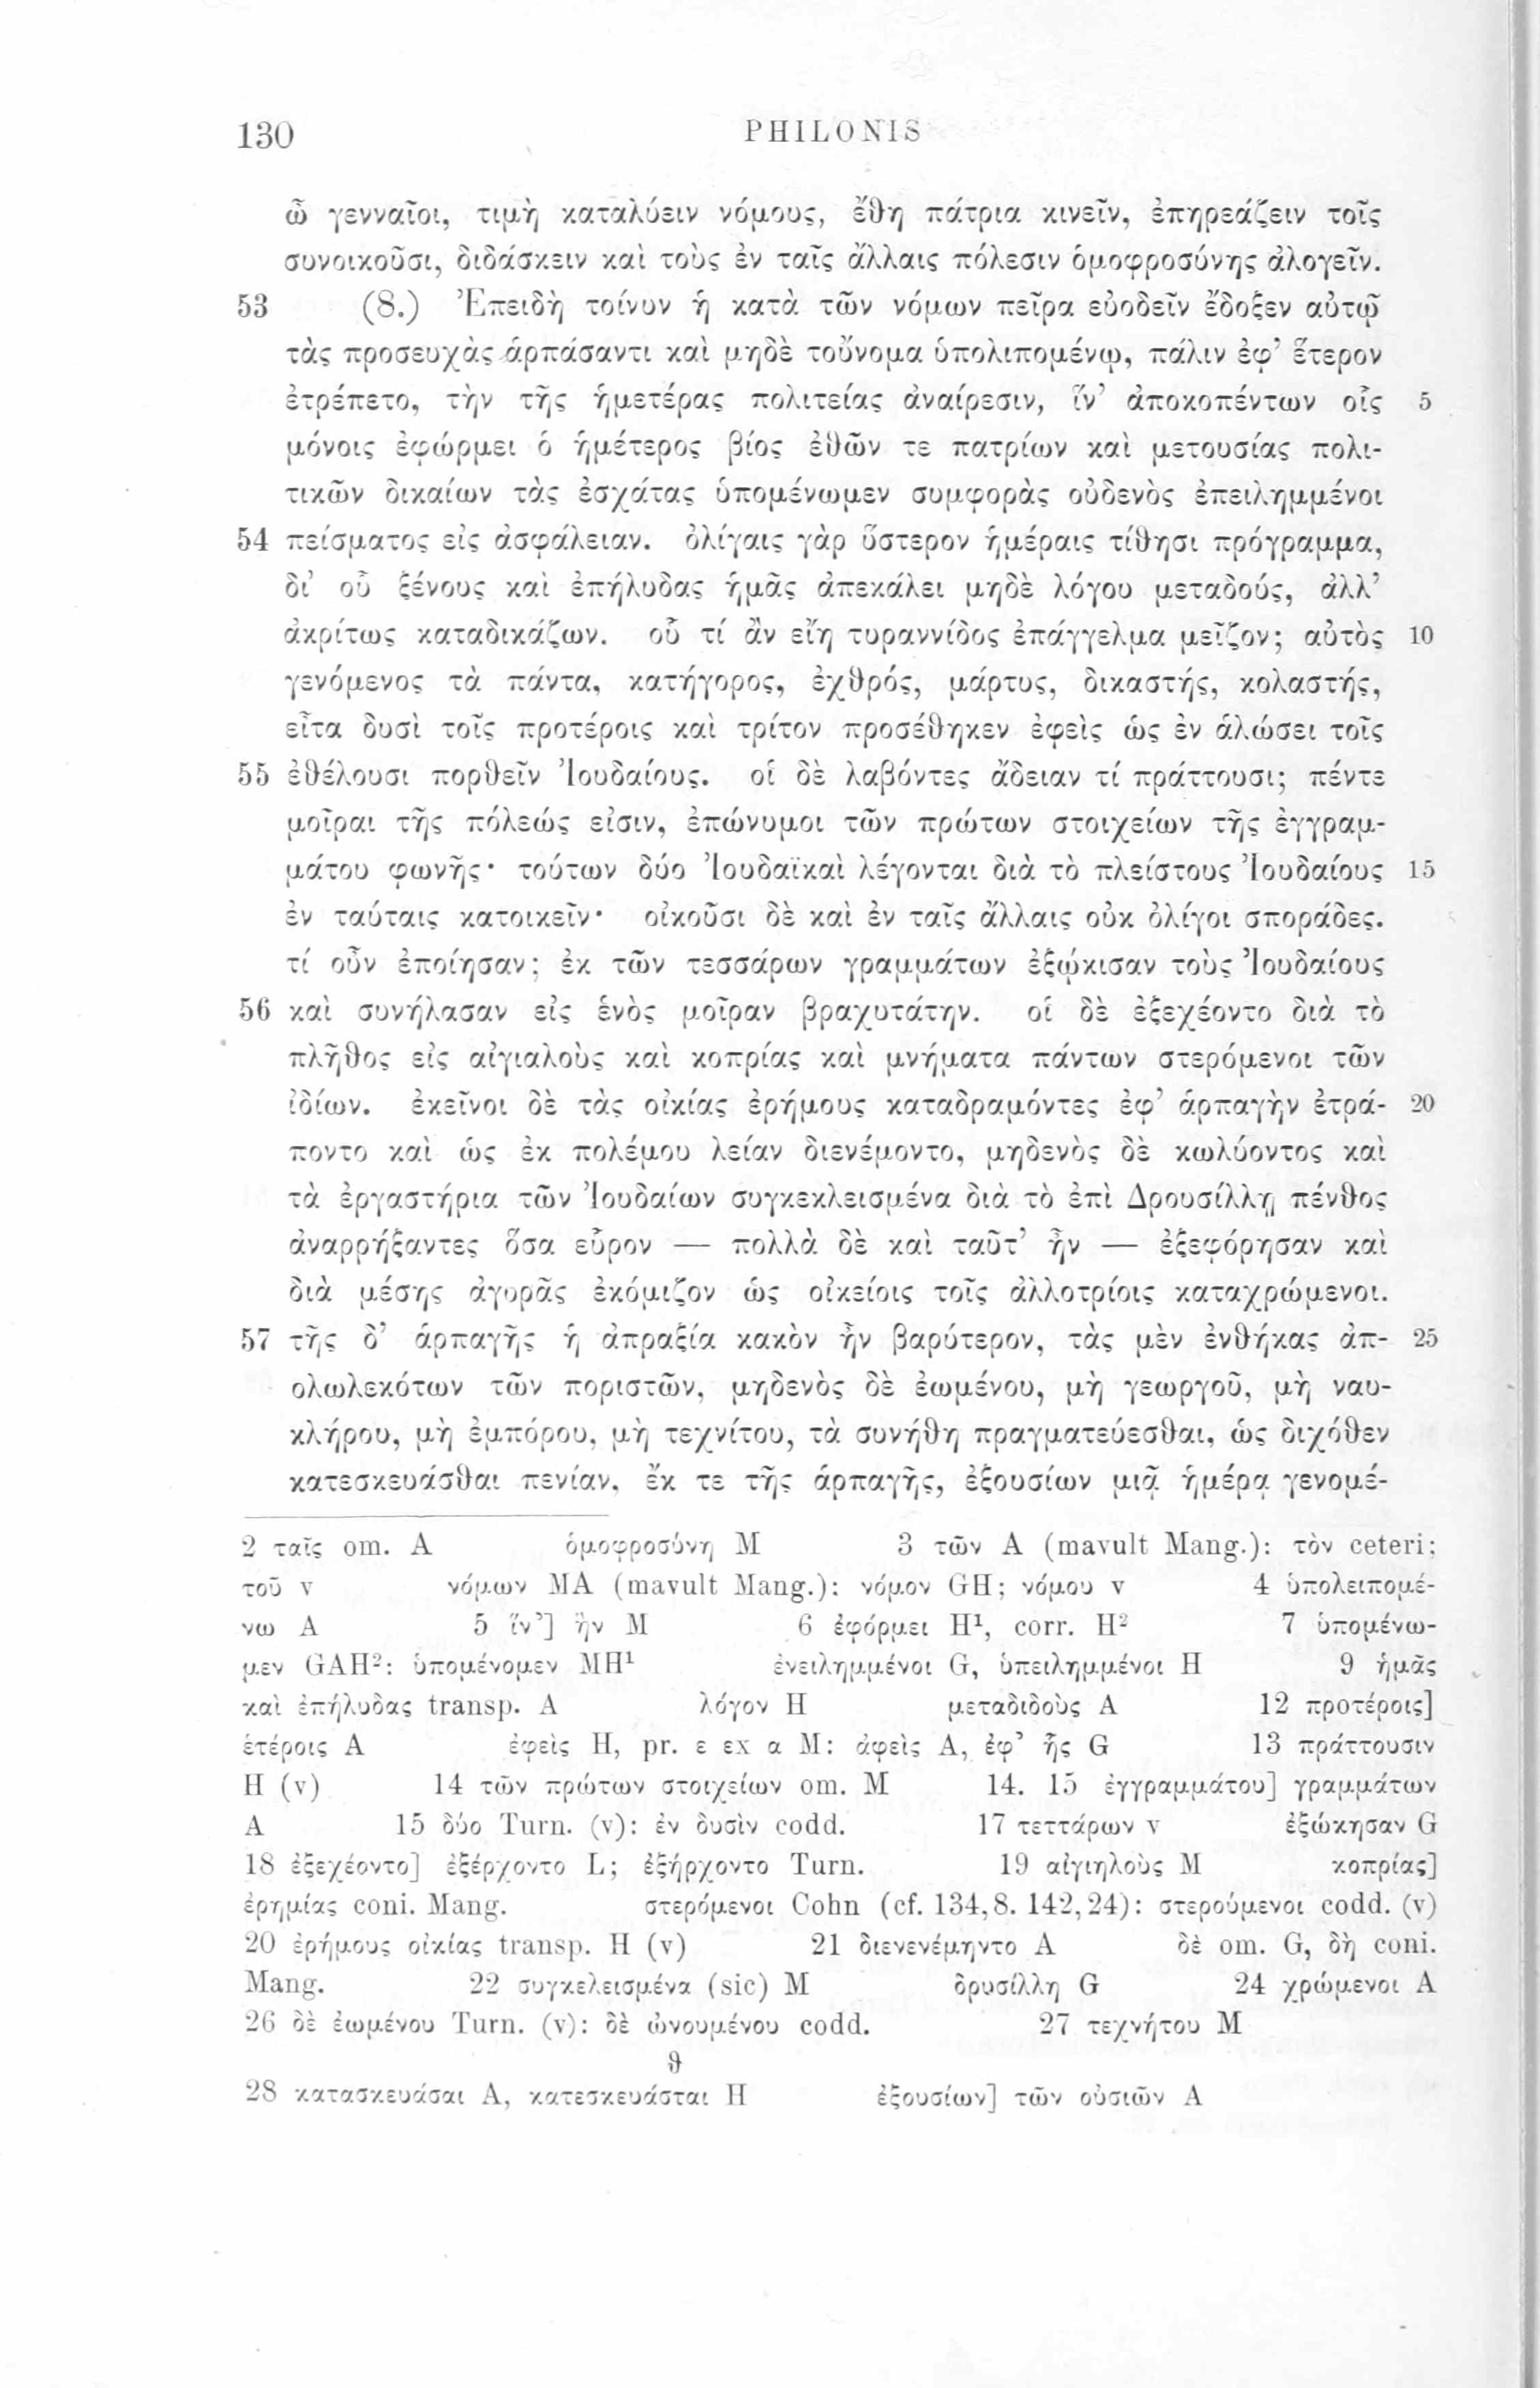 130 PHILONIS
ὦ γενναῖοι, τιμὴ καταλύειν νόμους, ἔθη πάτρια κινεῖν, ἐπηρεάζειν τοῖς
συνοικοῦσι, διδάσκειν καὶ τοὺς ἐν ταῖς ἄλλαις πόλεσιν ὁμοφροσύνης ἀλογεῖν.
53 (8.) Ἐπειδὴ τοίνυν ἡ κατὰ τῶν νόμων πεῖρα εὐοδεῖν ἔδοξεν αὐτῷ
τὰς προσευχὰς ἁρπάσαντι καὶ μηδὲ τοὔνομα ὑπολιπομένῳ, πάλιν ἐφ’ ἕτερον
ἐτρέπετο, τὴν τῆς ἡμετέρας πολιτείας ἀναίρεσιν, ἵν’ ἀποκοπέντων οἷς 5
μόνοις ἐφώρμει ὁ ἡμέτερος βίος ἐθῶν τε πατρίων καὶ μετουσίας πολι-
τικῶν δικαίων τὰς ἐσχάτας ὑπομένωμεν συμφορὰς οὐδενὸς ἐπειλημμένοι
54 πείσματος εἰς ἀσφάλειαν. ὀλίγαις γὰρ ὕστερον ἡμέραις τίθησι πρόγραμμα,
δι’ οὗ ξένους καὶ ἐπήλυδας ἡμᾶς ἀπεκάλει μηδὲ λόγου μεταδούς, ἀλλ’
ἀκρίτως καταδικάζων. οὗ τί ἂν εἴη τυραννίδος ἐπάγγελμα μεῖζον; αὐτὸς 10
γενόμενος τὰ πάντα, κατήγορος, ἐχθρός, μάρτυς, δικαστής, κολαστής,
εἶτα δυσὶ τοῖς προτέροις καὶ τρίτον προσέθηκεν ἐφεὶς ὡς ἐν ἁλώσει τοῖς
55 ἐθέλουσι πορθεῖν Ἰουδαίους. οἱ δὲ λαβόντες ἄδειαν τί πράττουσι; πέντε
μοῖραι τῆς πόλεώς εἰσιν, ἐπώνυμοι τῶν πρώτων στοιχείων τῆς ἐγγραμ-
μάτου φωνῆς· τούτων δύο Ἰουδαϊκαὶ λέγονται διὰ τὸ πλείστους Ἰουδαίους 15
ἐν ταύταις κατοικεῖν· οἰκοῦσι δὲ καὶ ἐν ταῖς ἄλλαις οὐκ ὀλίγοι σποράδες.
τί οὖν ἐποίησαν; ἐκ τῶν τεσσάρων γραμμάτων ἐξῴκισαν τοὺς Ἰουδαίους
56 καὶ συνήλασαν εἰς ἑνὸς μοῖραν βραχυτάτην. οἱ δὲ ἐξεχέοντο διὰ τὸ
πλῆθος εἰς αἰγιαλοὺς καὶ κοπρίας καὶ μνήματα πάντων στερόμενοι τῶν
ἰδίων. ἐκεῖνοι δὲ τὰς οἰκίας ἐρήμους καταδραμόντες ἐφ’ ἁρπαγὴν ἐτρά- 20
ποντο καὶ ὡς ἐκ πολέμου λείαν διενέμοντο, μηδενὸς δὲ κωλύοντος καὶ
τὰ ἐργαστήρια τῶν Ἰουδαίων συγκεκλεισμένα διὰ τὸ ἐπὶ Δρουσίλλῃ πένθος
ἀναρρήξαντες ὅσα εὗρον — πολλὰ δὲ καὶ ταῦτ’ ἦν — ἐξεφόρησαν καὶ
διὰ μέσης ἀγορᾶς ἐκόμιζον ὡς οἰκείοις τοῖς ἀλλοτρίοις καταχρώμενοι.
57 τῆς δ’ ἁρπαγῆς ἡ ἀπραξία κακὸν ἦν βαρύτερον, τὰς μὲν ἐνθήκας ἀπ- 25
ολωλεκότων τῶν ποριστῶν, μηδενὸς δὲ ἐωμένου, μὴ γεωργοῦ, μὴ ναυ-
κλήρου, μὴ ἐμπόρου, μὴ τεχνίτου, τὰ συνήθη πραγματεύεσθαι, ὡς διχόθεν
κατεσκευάσθαι πενίαν, ἔκ τε τῆς ἁρπαγῆς, ἐξουσίων μιᾷ ἡμέρᾳ γενομέ-
2 ταῖς om. A ὁμοφροσύνη M 3 τῶν A (mavult Mang.): τὸν ceteri;
τοῦ v νόμων MA (mavult Mang.): νόμον GH; νόμου v 4 ὑπολειπομέ-
νω A 5 ἵν’] ἣν M 6 ἐφόρμει H¹, corr. H² 7 ὑπομένω-
μεν GAH²: ὑπομένομεν MH¹ ἐνειλημμένοι G, ὑπειλημμένοι H 9 ἡμᾶς
καὶ ἐπήλυδας transp. A λόγον H μεταδιδοὺς A 12 προτέροις]
ἑτέροις A ἐφεὶς H, pr. ε ex α M: ἀφεὶς A, ἐφ’ ἧς G 13 πράττουσιν
H (v) 14 τῶν πρώτων στοιχείων om. M 14. 15 ἐγγραμμάτου] γραμμάτων
A 15 δύο Turn. (v): ἐν δυσὶν codd. 17 τεττάρων v ἐξώκησαν G
18 ἐξεχέοντο] ἐξέρχοντο L; ἐξήρχοντο Turn. 19 αἰγιηλοὺς M κοπρίας]
ἐρημίας coni. Mang. στερόμενοι Cohn (cf. 134,8. 142,24): στερούμενοι codd. (v)
20 ἐρήμους οἰκίας transp. H (v) 21 διενενέμηντο A δὲ om. G, δὴ coni.
Mang. 22 συγκελεισμένα (sic) M δρυσίλλη G 24 χρώμενοι A
26 δὲ ἐωμένου Turn. (v): δὲ ὠνουμένου codd. 27 τεχνήτου M
θ
28 κατασκευάσαι A, κατεσκευάσται H ἐξουσίων] τῶν οὐσιῶν A